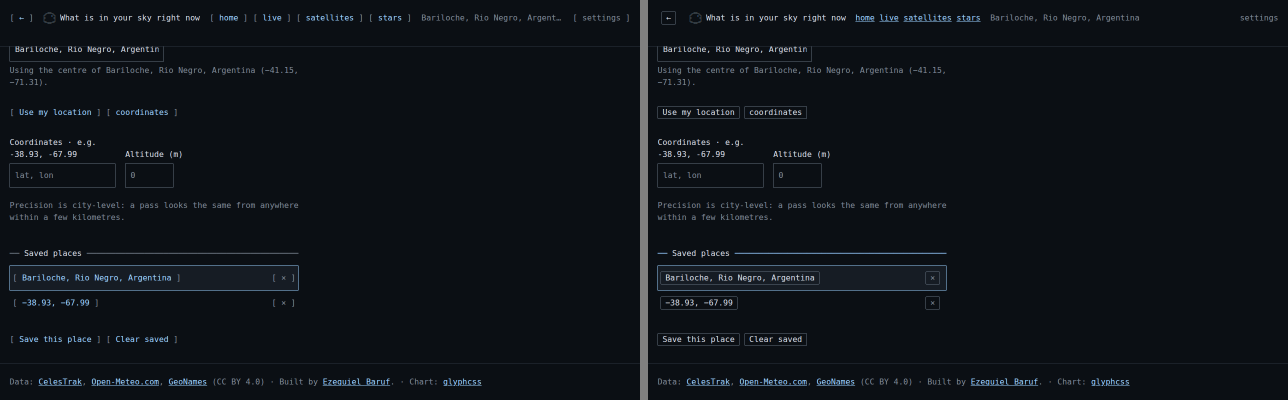 [ ← ] What is in your sky right now [ home ] [ live ] [ satellites ] [ stars ] Bariloche, Rio Negro, Argent… [ settings ]
Bariloche, Rio Negro, Argentin
Using the centre of Bariloche, Rio Negro, Argentina (−41.15,
−71.31).
[ Use my location ] [ coordinates ]
Coordinates · e.g.
-38.93, -67.99 Altitude (m)
lat, lon 0
Precision is city-level: a pass looks the same from anywhere
within a few kilometres.
Saved places
[ Bariloche, Rio Negro, Argentina ] [ × ]
[ −38.93, −67.99 ] [ × ]
[ Save this place ] [ Clear saved ]
Data: CelesTrak, Open-Meteo.com, GeoNames (CC BY 4.0) · Built by Ezequiel Baruf. · Chart: glyphcss
← What is in your sky right now home live satellites stars Bariloche, Rio Negro, Argentina settings
Bariloche, Rio Negro, Argentin
Using the centre of Bariloche, Rio Negro, Argentina (−41.15,
−71.31).
Use my location coordinates
Coordinates · e.g.
-38.93, -67.99 Altitude (m)
lat, lon 0
Precision is city-level: a pass looks the same from anywhere
within a few kilometres.
Saved places
Bariloche, Rio Negro, Argentina ×
−38.93, −67.99 ×
Save this place Clear saved
Data: CelesTrak, Open-Meteo.com, GeoNames (CC BY 4.0) · Built by Ezequiel Baruf. · Chart: glyphcss